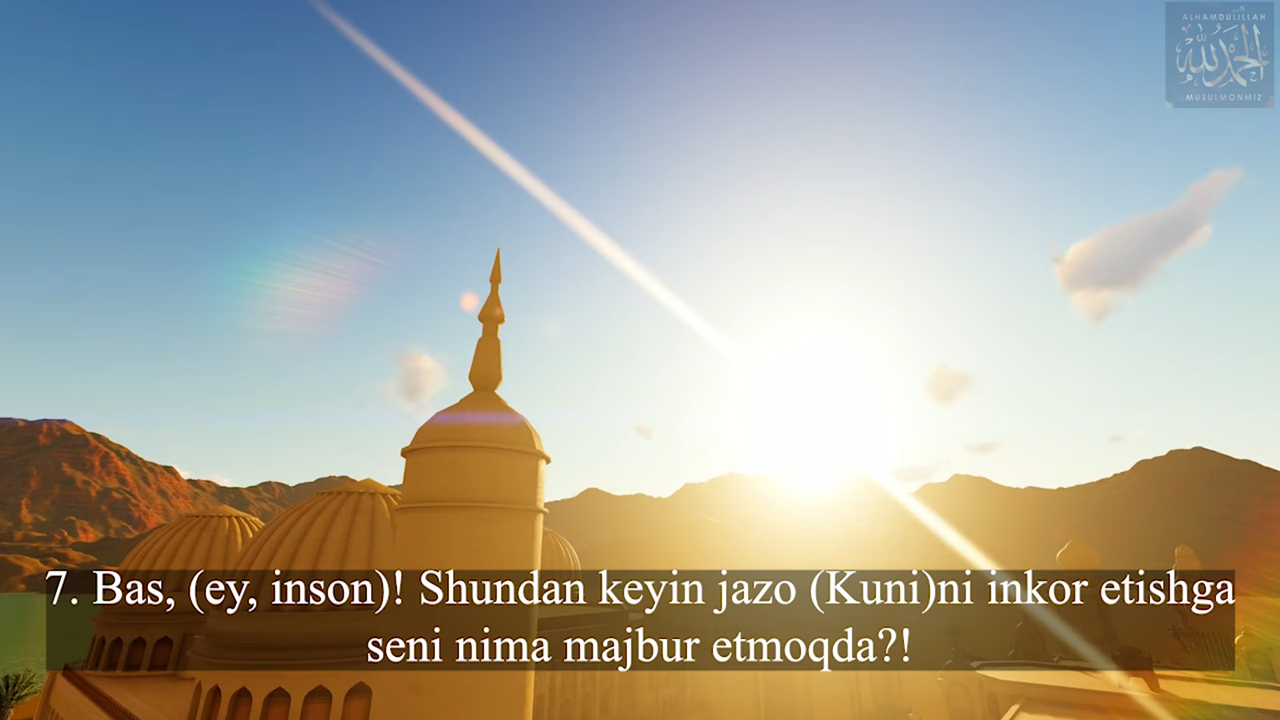 ALHAMDULILLAH
الحمد لله
MUSULMONMIZ
7. Bas, (ey, inson)! Shundan keyin jazo (Kuni)ni inkor etishga
seni nima majbur etmoqda?!